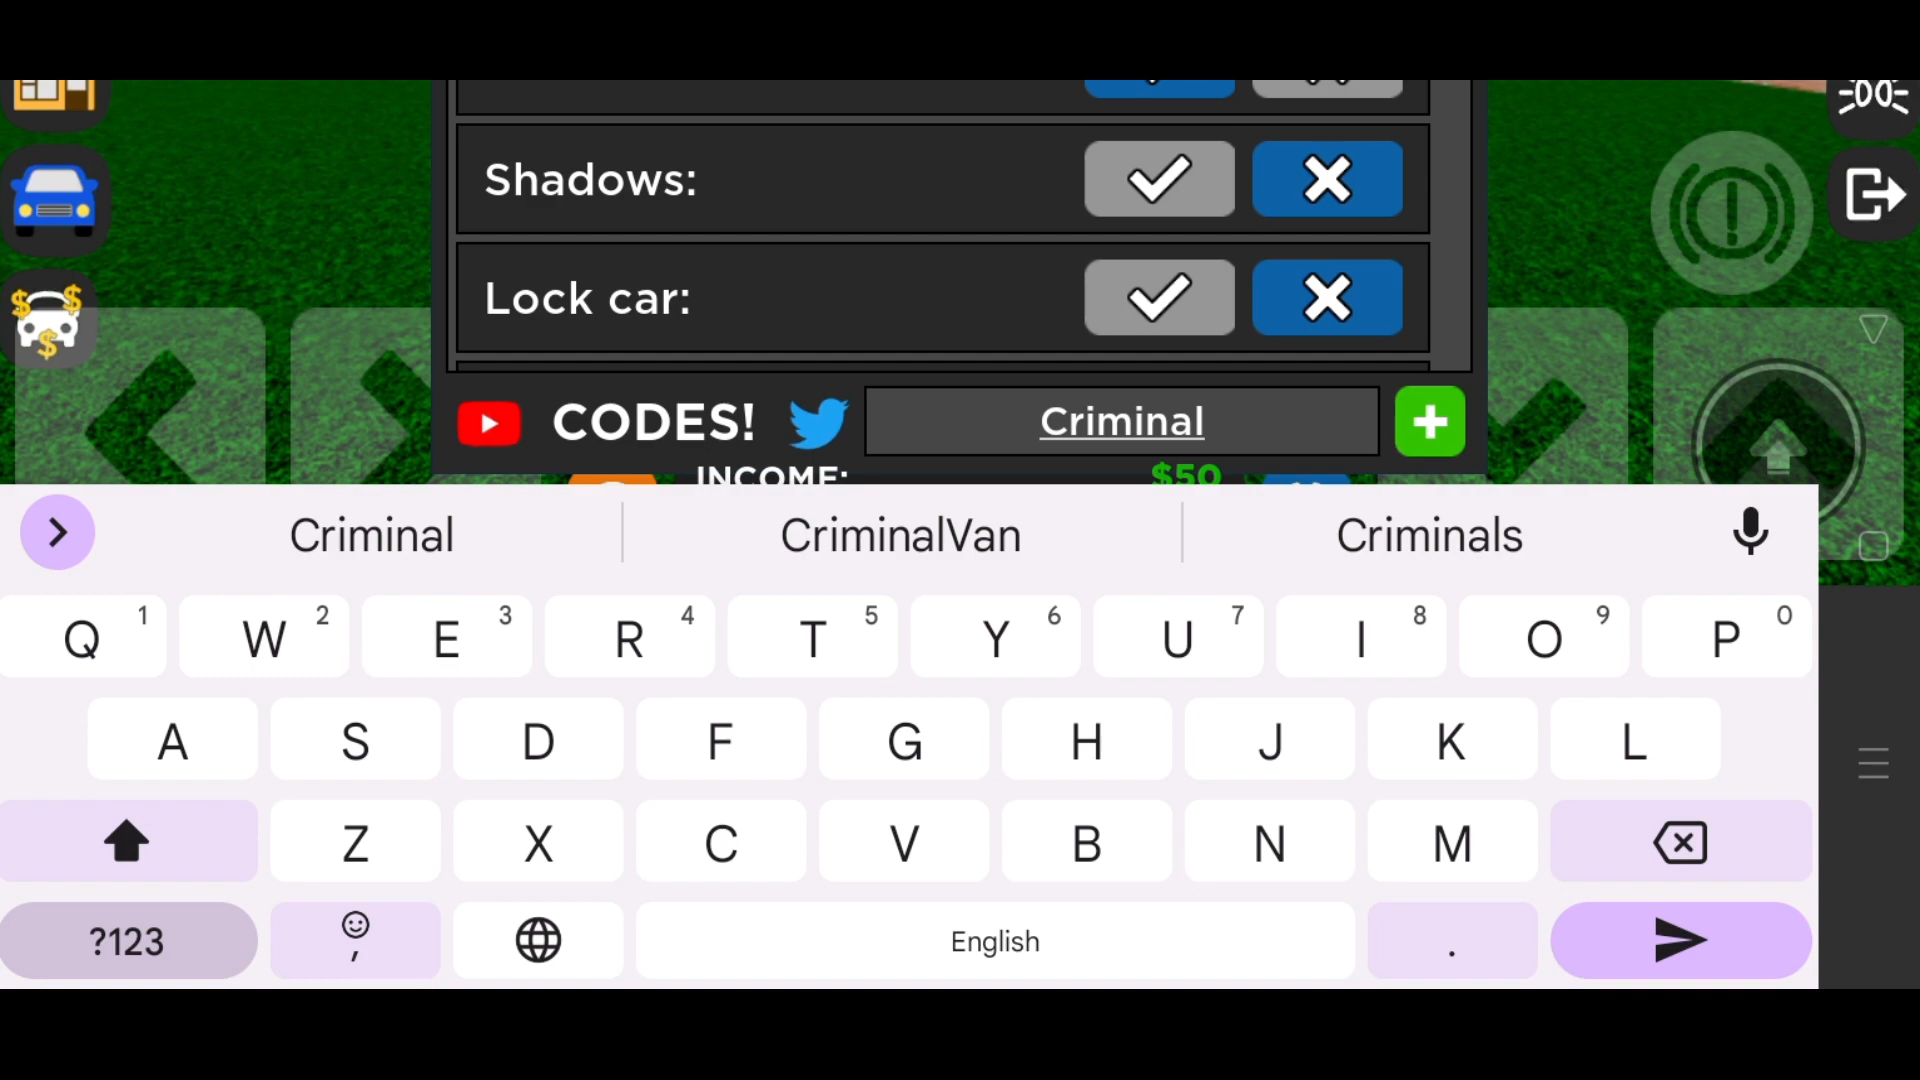 Shadows:
Lock car:
CODES! Criminal
INCOME: $50
Criminal CriminalVan Criminals
Q 1 W 2 E 3 R 4 T 5 Y 6 U 7 I 8 O 9 P 0
A S D F G H J K L
Z X C V B N M
?123 , English .